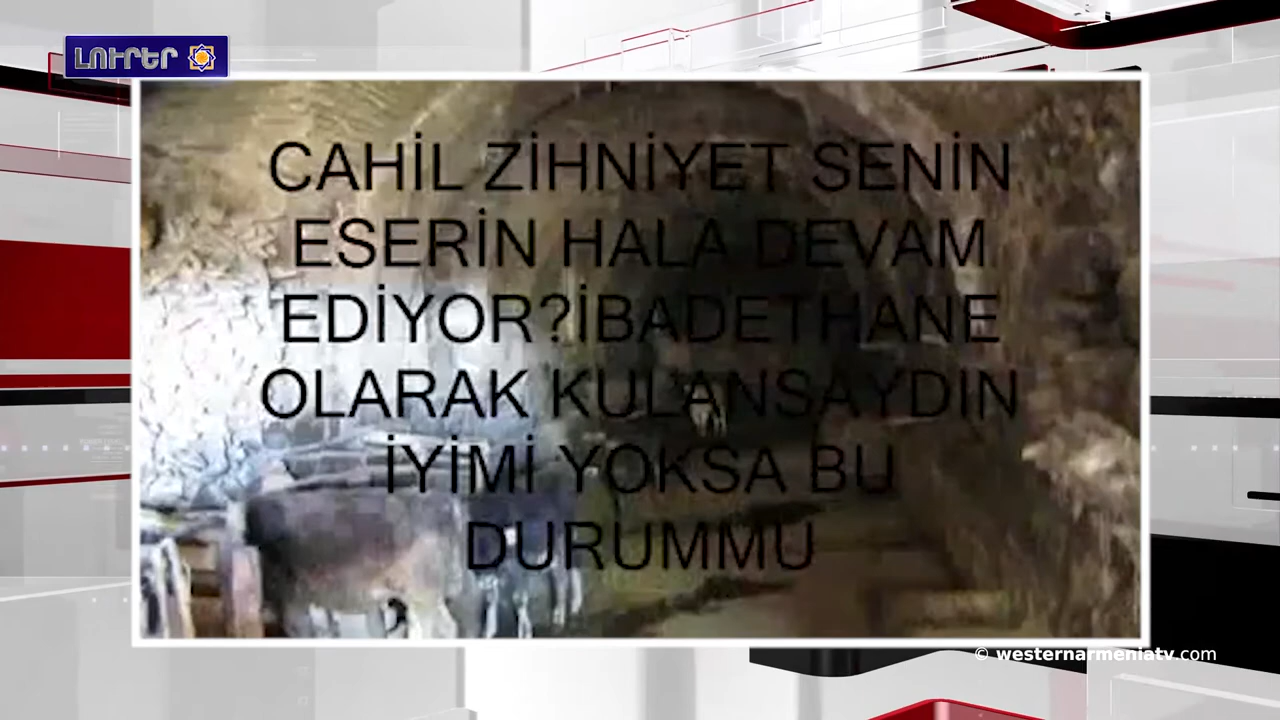 ԼՈՒՐԵՐ
CAHİL ZİHNİYET SENİN
ESERİN HALA DEVAM
EDİYOR?İBADETHANE
OLARAK KULANSAYDIN
İYİMİ YOKSA BU
DURUMMU
© westernarmeniatv.com